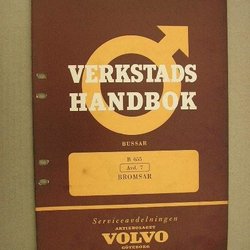 VERKSTADS
HANDBOK
BUSSAR
B 655
Avd. 7
BROMSAR
Serviceavdelningen
AKTIEBOLAGET
VOLVO
GÖTEBORG